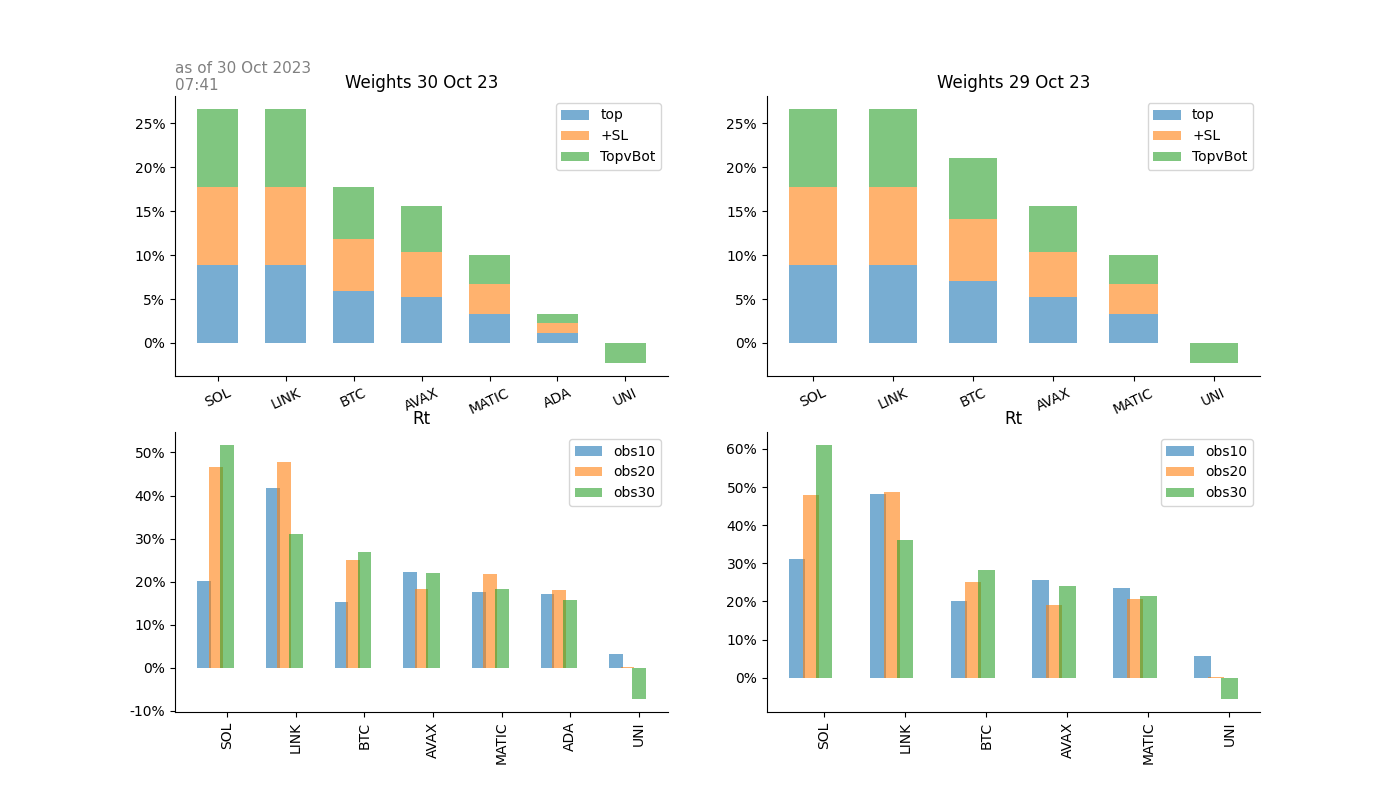 as of 30 Oct 2023
07:41
Weights 30 Oct 23
25%
20%
15%
10%
5%
0%
top
+SL
TopvBot
SOL
LINK
BTC
AVAX
MATIC
ADA
UNI
Weights 29 Oct 23
25%
20%
15%
10%
5%
0%
top
+SL
TopvBot
SOL
LINK
BTC
AVAX
MATIC
UNI
Rt
50%
40%
30%
20%
10%
0%
-10%
obs10
obs20
obs30
SOL
LINK
BTC
AVAX
MATIC
ADA
UNI
Rt
60%
50%
40%
30%
20%
10%
0%
obs10
obs20
obs30
SOL
LINK
BTC
AVAX
MATIC
UNI